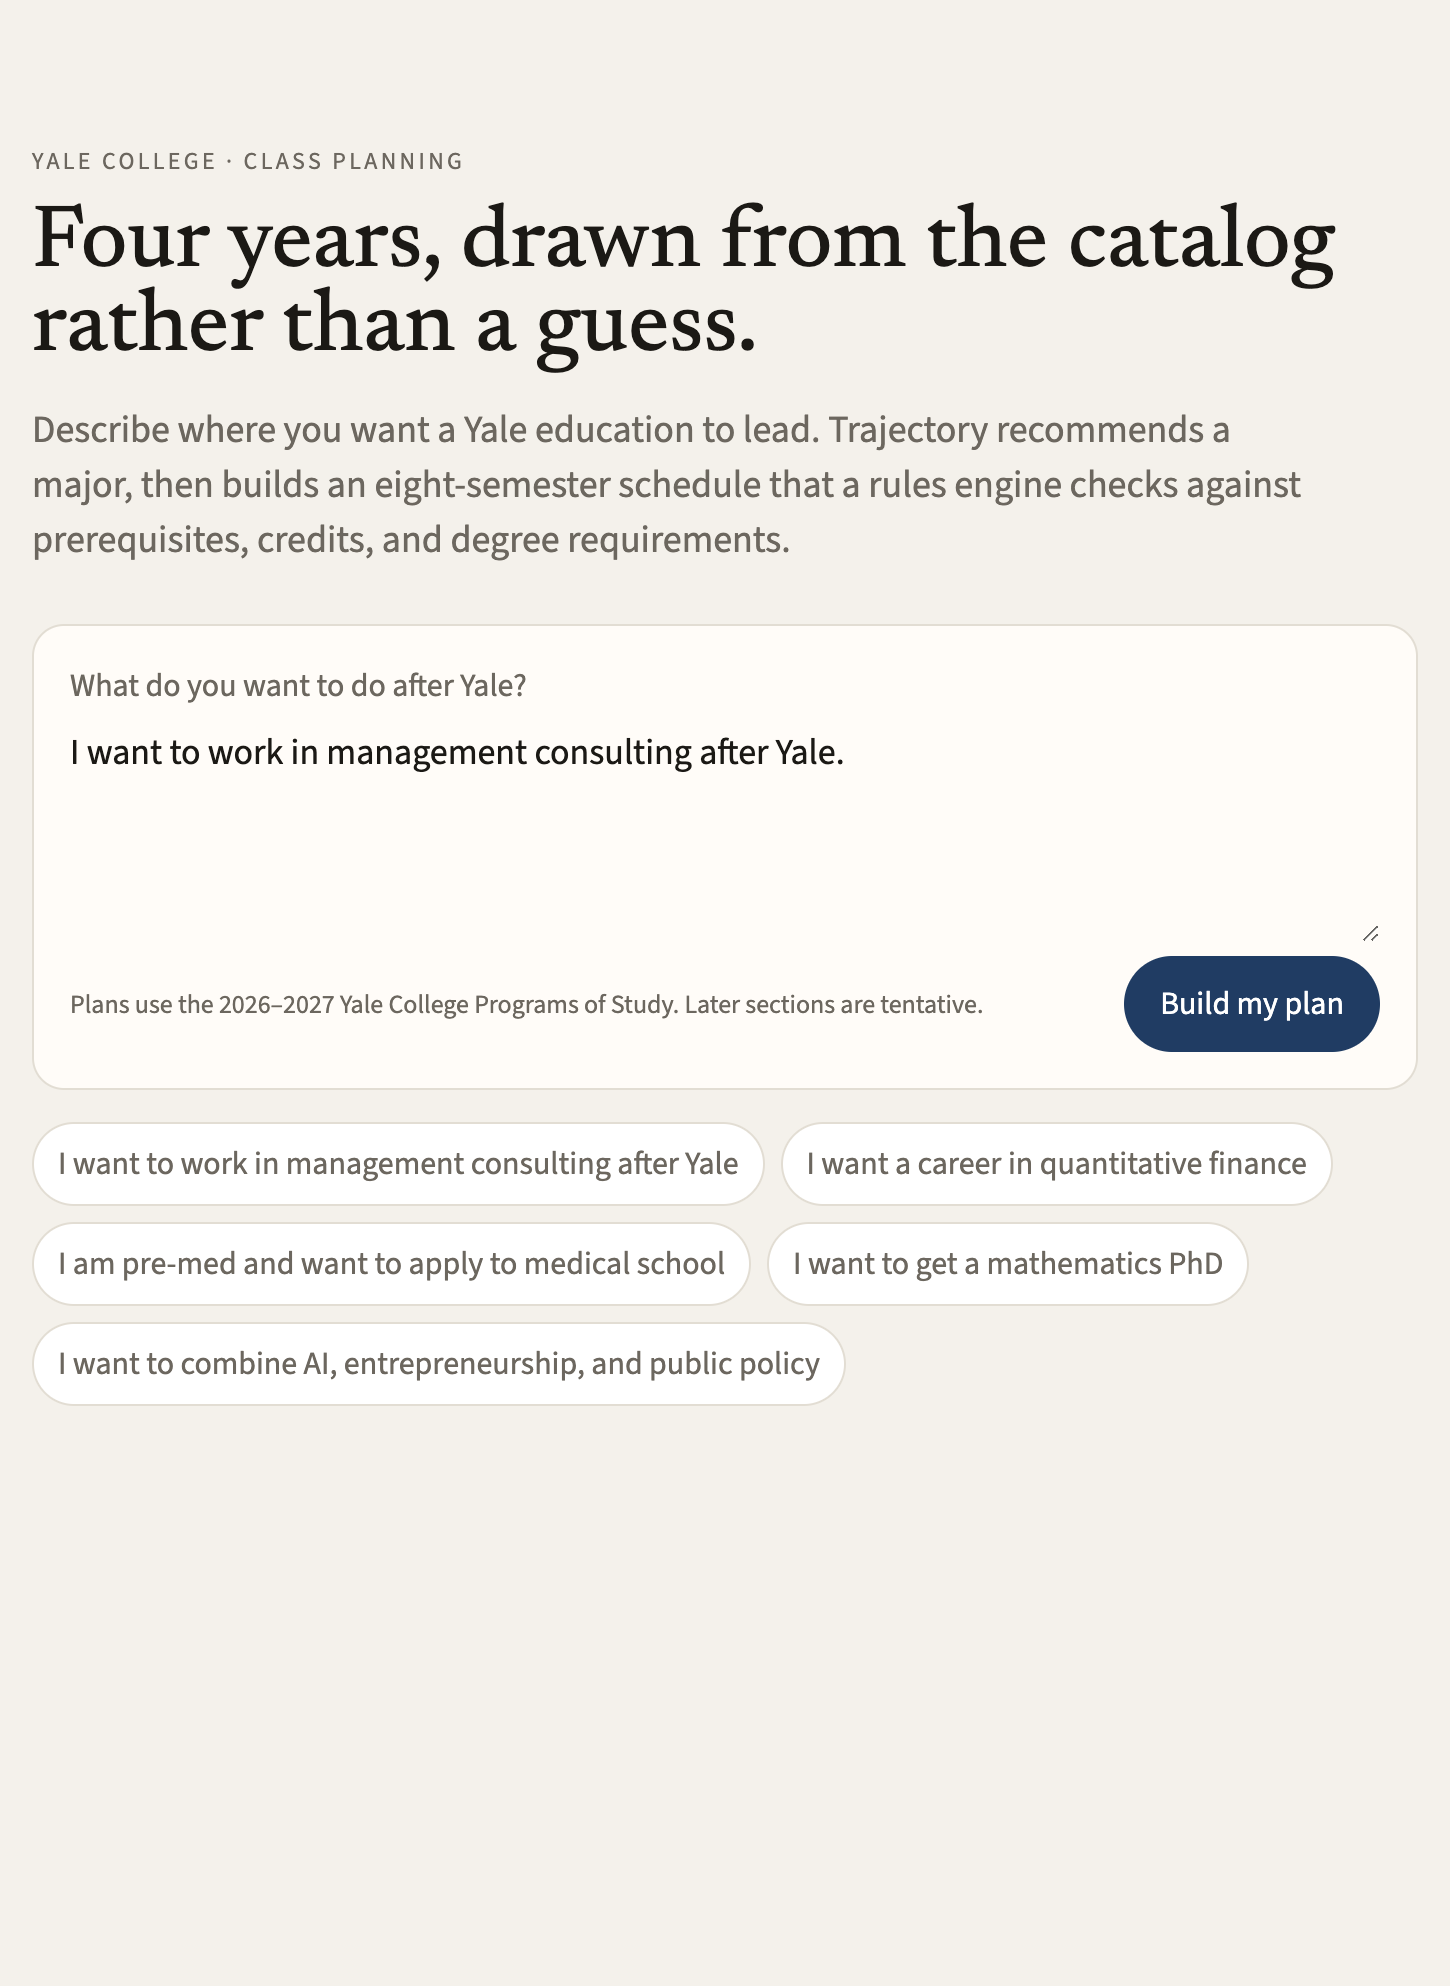 YALE COLLEGE · CLASS PLANNING
Four years, drawn from the catalog
rather than a guess.
Describe where you want a Yale education to lead. Trajectory recommends a
major, then builds an eight-semester schedule that a rules engine checks against
prerequisites, credits, and degree requirements.
What do you want to do after Yale?
I want to work in management consulting after Yale.
Plans use the 2026–2027 Yale College Programs of Study. Later sections are tentative.
Build my plan
I want to work in management consulting after Yale
I want a career in quantitative finance
I am pre-med and want to apply to medical school
I want to get a mathematics PhD
I want to combine AI, entrepreneurship, and public policy